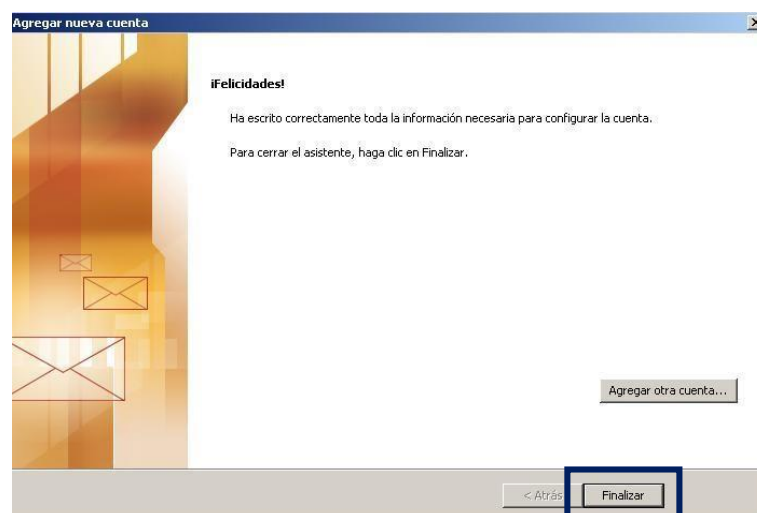 Agregar nueva cuenta
¡Felicidades!
Ha escrito correctamente toda la información necesaria para configurar la cuenta.
Para cerrar el asistente, haga clic en Finalizar.
Agregar otra cuenta...
< Atrás
Finalizar